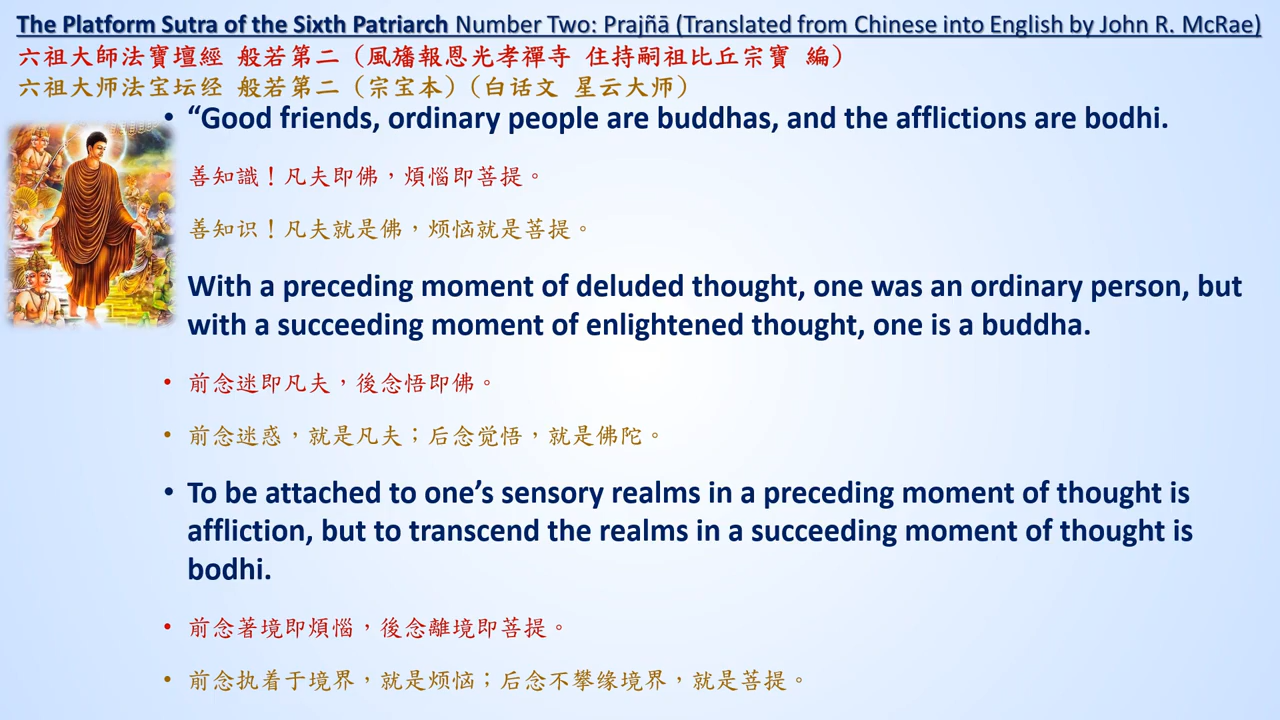 The Platform Sutra of the Sixth Patriarch Number Two: Prajñā (Translated from Chinese into English by John R. McRae)
六祖大師法寶壇經 般若第二（風旛報恩光孝禪寺 住持嗣祖比丘宗寶 編）
六祖大师法宝坛经 般若第二（宗宝本）（白话文 星云大师）
• “Good friends, ordinary people are buddhas, and the afflictions are bodhi.
善知識！凡夫即佛，煩惱即菩提。
善知识！凡夫就是佛，烦恼就是菩提。
With a preceding moment of deluded thought, one was an ordinary person, but
with a succeeding moment of enlightened thought, one is a buddha.
• 前念迷即凡夫，後念悟即佛。
• 前念迷惑，就是凡夫；后念觉悟，就是佛陀。
• To be attached to one’s sensory realms in a preceding moment of thought is
affliction, but to transcend the realms in a succeeding moment of thought is
bodhi.
• 前念著境即煩惱，後念離境即菩提。
• 前念执着于境界，就是烦恼；后念不攀缘境界，就是菩提。